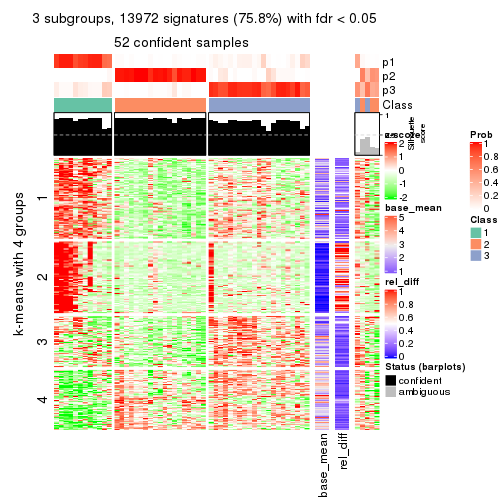 3 subgroups, 13972 signatures (75.8%) with fdr < 0.05
52 confident samples
p1
p2
p3
Class
1
Silhouette
score
k-means with 4 groups
1
2
3
4
base_mean
rel_diff
z-score
2
1
0
-1
-2
base_mean
5
4
3
2
1
rel_diff
1
0.8
0.6
0.4
0.2
0
Status (barplots)
confident
ambiguous
Prob
1
0.8
0.6
0.4
0.2
0
Class
1
2
3